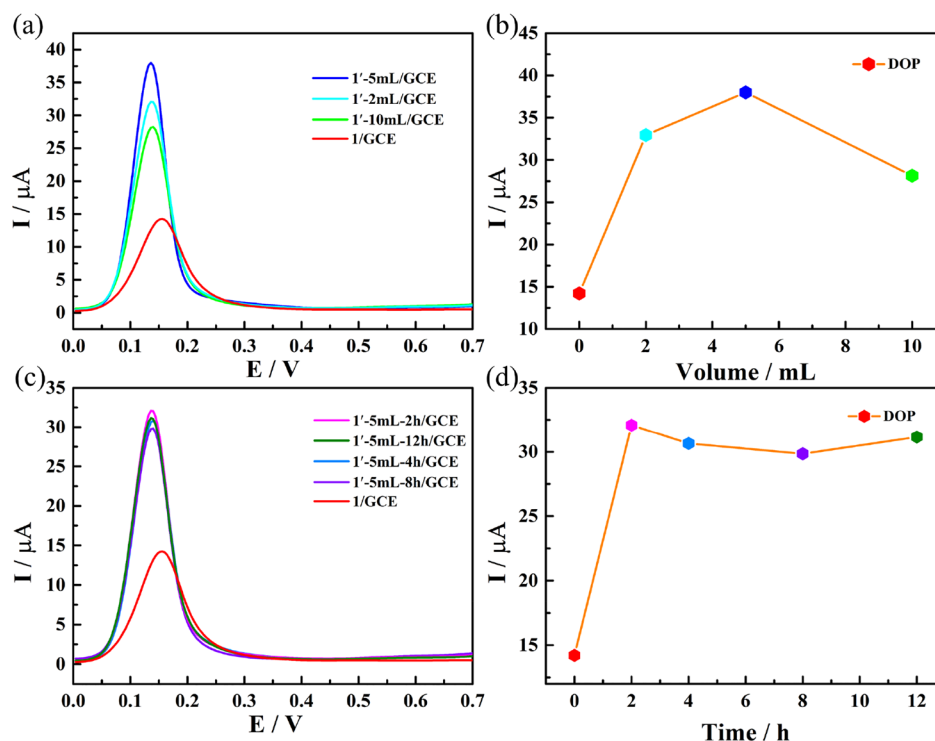 (a)
I / μA
40
35
30
25
20
15
10
5
0
1′-5mL/GCE
1′-2mL/GCE
1′-10mL/GCE
1/GCE
0.0 0.1 0.2 0.3 0.4 0.5 0.6 0.7
E / V
(b)
I / μA
45
40
35
30
25
20
15
10
DOP
0 2 4 6 8 10
Volume / mL
(c)
I / μA
35
30
25
20
15
10
5
0
1′-5mL-2h/GCE
1′-5mL-12h/GCE
1′-5mL-4h/GCE
1′-5mL-8h/GCE
1/GCE
0.0 0.1 0.2 0.3 0.4 0.5 0.6 0.7
E / V
(d)
I / μA
35
30
25
20
15
DOP
0 2 4 6 8 10 12
Time / h